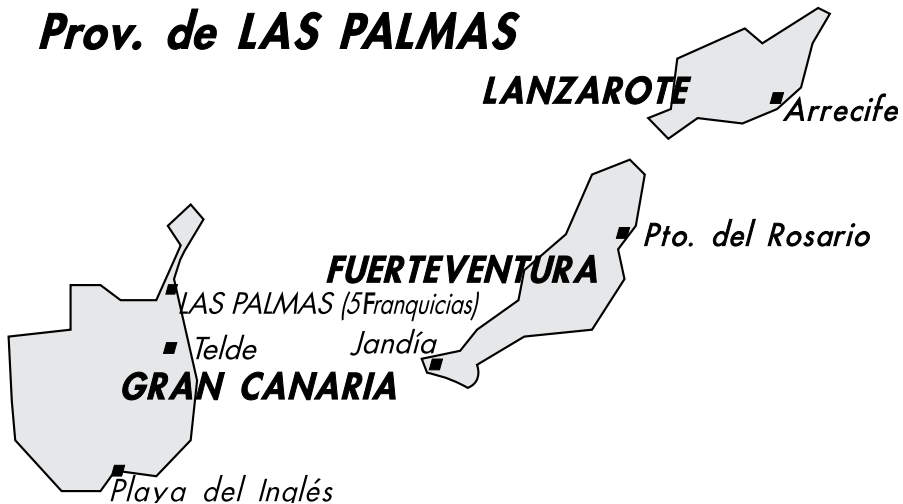 Prov. de LAS PALMAS
LANZAROTE
Arrecife
Pto. del Rosario
FUERTEVENTURA
LAS PALMAS (5Franquicias)
Jandía
Telde
GRAN CANARIA
Playa del Inglés